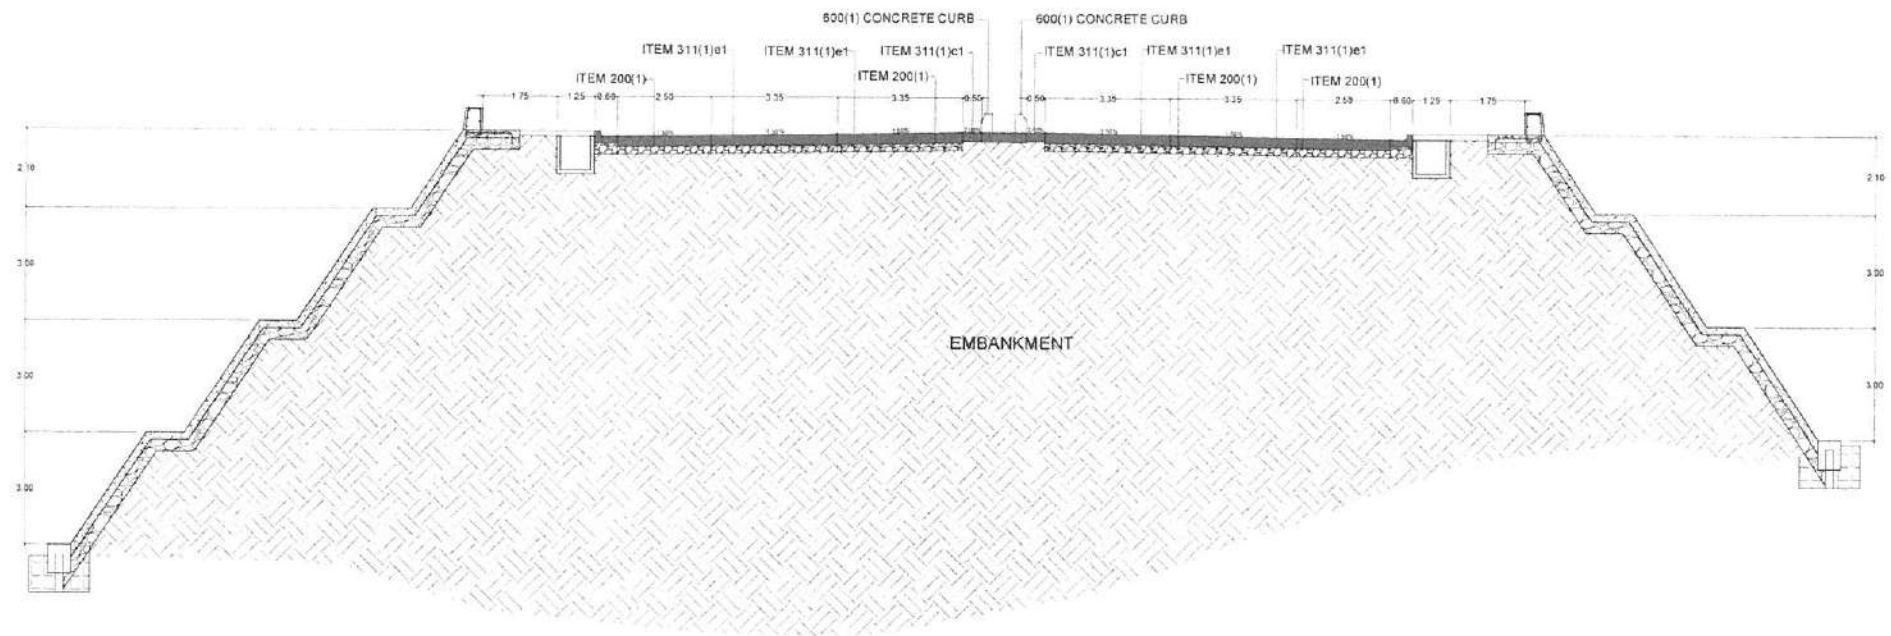 600(1) CONCRETE CURB 600(1) CONCRETE CURB
ITEM 311(1)e1 ITEM 311(1)e1 ITEM 311(1)c1 ITEM 311(1)c1 ITEM 311(1)e1 ITEM 311(1)e1
ITEM 200(1) ITEM 200(1) ITEM 200(1) ITEM 200(1)
1.75 1.25 0.60 2.50 3.35 3.35 0.50 0.50 3.35 3.35 2.50 0.60 1.25 1.75
2.10 2.10
3.00
3.00
EMBANKMENT
3.00 3.00
3.00